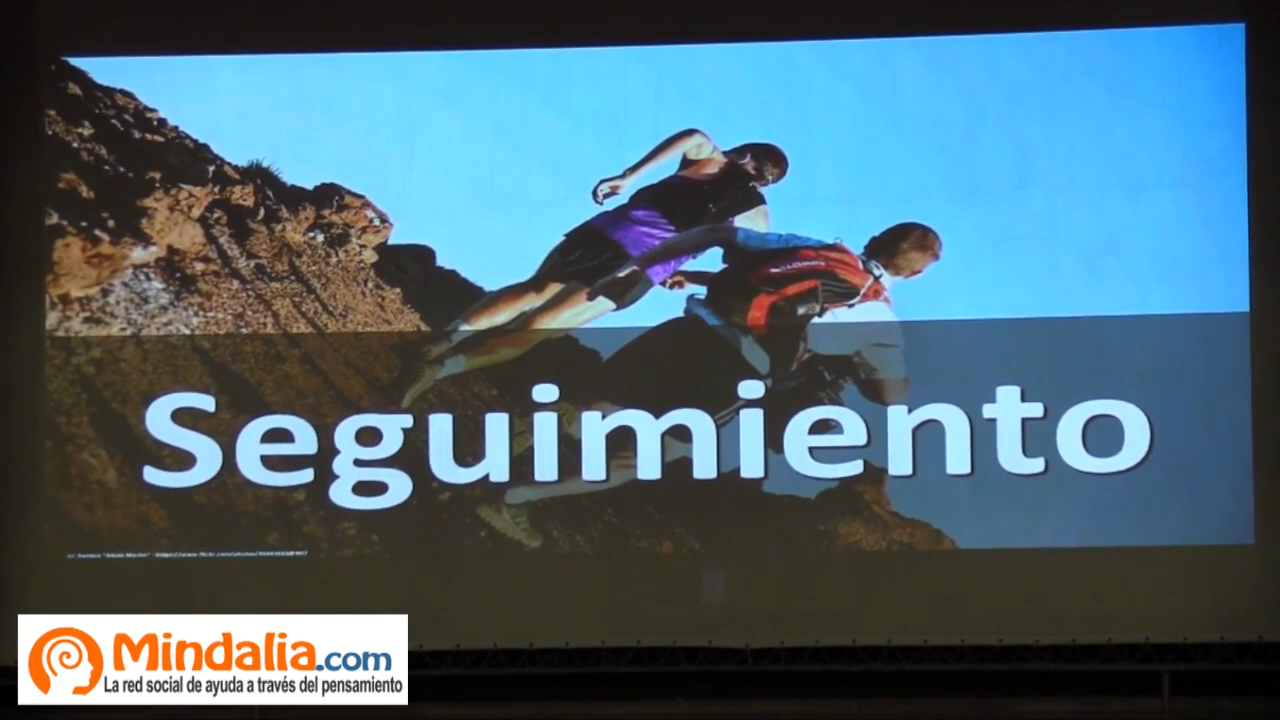 Seguimiento
Mindalia.com
La red social de ayuda a través del pensamiento